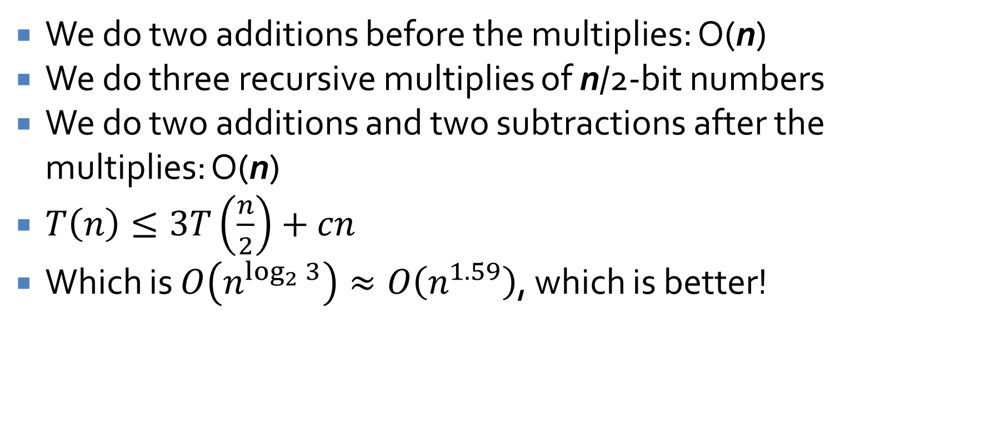 ▪ We do two additions before the multiplies: O(n)
▪ We do three recursive multiplies of n/2-bit numbers
▪ We do two additions and two subtractions after the
multiplies: O(n)
▪ $T(n) \leq 3T\left(\frac{n}{2}\right) + cn$
▪ Which is $O\left(n^{\log_2 3}\right) \approx O(n^{1.59})$, which is better!